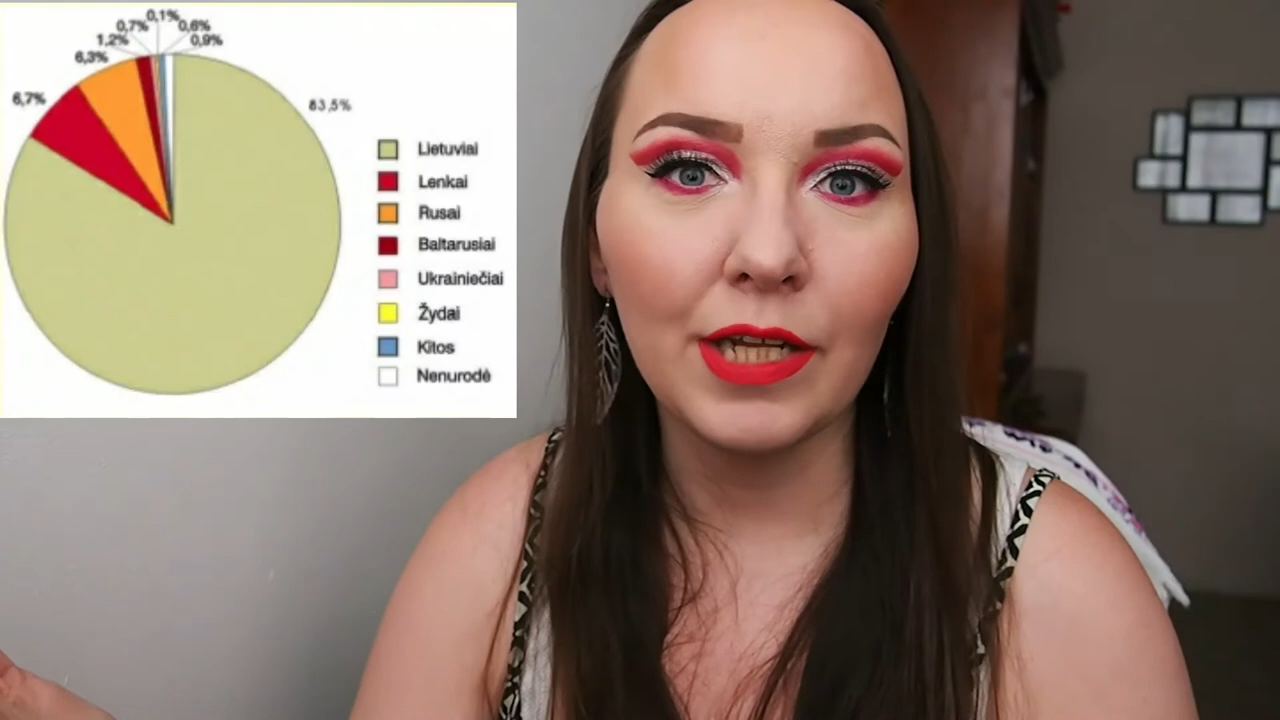 0,1%
0,7% 0,6%
1,2% 0,9%
6,3%
6,7%
83,5%
Lietuviai
Lenkai
Rusai
Baltarusiai
Ukrainiečiai
Žydai
Kitos
Nenurodė